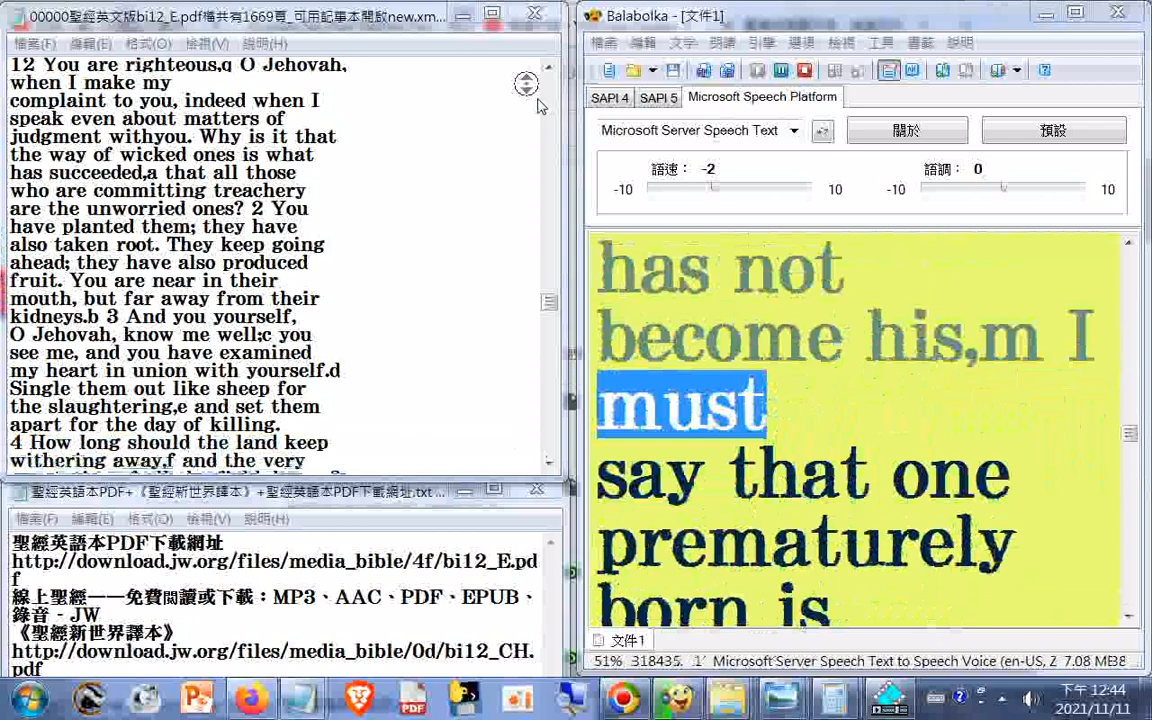 00000聖經英文版bi12_E.pdf檔共有1669頁_可用記事本開啟new.xm...
檔案(F) 編輯(E) 格式(O) 檢視(V) 說明(H)
12 You are righteous,q O Jehovah,
when I make my
complaint to you, indeed when I
speak even about matters of
judgment withyou. Why is it that
the way of wicked ones is what
has succeeded,a that all those
who are committing treachery
are the unworried ones? 2 You
have planted them; they have
also taken root. They keep going
ahead; they have also produced
fruit. You are near in their
mouth, but far away from their
kidneys.b 3 And you yourself,
O Jehovah, know me well;c you
see me, and you have examined
my heart in union with yourself.d
Single them out like sheep for
the slaughtering,e and set them
apart for the day of killing.
4 How long should the land keep
withering away,f and the very
聖經英語本PDF+《聖經新世界譯本》+聖經英語本PDF下載網址.txt ...
檔案(F) 編輯(E) 格式(O) 檢視(V) 說明(H)
聖經英語本PDF下載網址
http://download.jw.org/files/media_bible/4f/bi12_E.pd
f
線上聖經——免費閱讀或下載：MP3、AAC、PDF、EPUB、
錄音 - JW
《聖經新世界譯本》
http://download.jw.org/files/media_bible/0d/bi12_CH.
pdf
Balabolka - [文件1]
檔案 編輯 文字 朗讀 引擎 選項 檢視 工具 書籤 說明
SAPI 4 SAPI 5 Microsoft Speech Platform
Microsoft Server Speech Text 關於 預設
語速： -2 語調： 0
-10 10 -10 10
has not
become his,m I
must
say that one
prematurely
born is
文件1
51% 318435. Microsoft Server Speech Text to Speech Voice (en-US, Z 7.08 MB
下午 12:44
2021/11/11